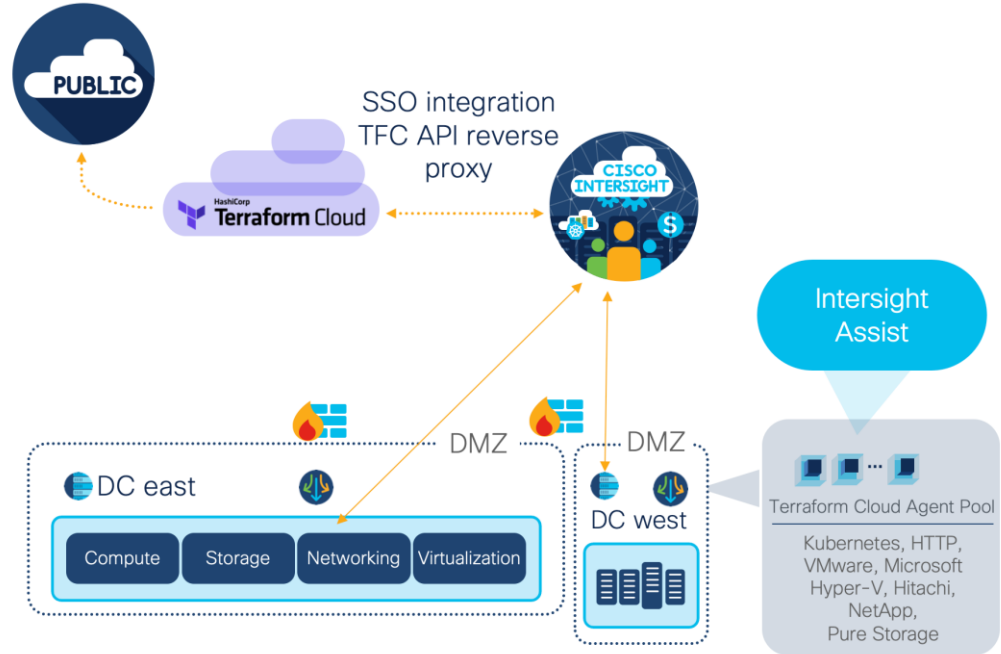 PUBLIC
SSO integration
TFC API reverse
proxy
HashiCorp
Terraform Cloud
CISCO
INTERSIGHT
S
Intersight
Assist
DMZ
DMZ
DC east
DC west
Compute
Storage
Networking
Virtualization
...
Terraform Cloud Agent Pool
Kubernetes, HTTP,
VMware, Microsoft
Hyper-V, Hitachi,
NetApp,
Pure Storage